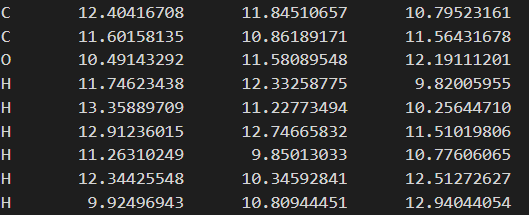 C 12.40416708 11.84510657 10.79523161
C 11.60158135 10.86189171 11.56431678
O 10.49143292 11.58089548 12.19111201
H 11.74623438 12.33258775 9.82005955
H 13.35889709 11.22773494 10.25644710
H 12.91236015 12.74665832 11.51019806
H 11.26310249 9.85013033 10.77606065
H 12.34425548 10.34592841 12.51272627
H 9.92496943 10.80944451 12.94044054